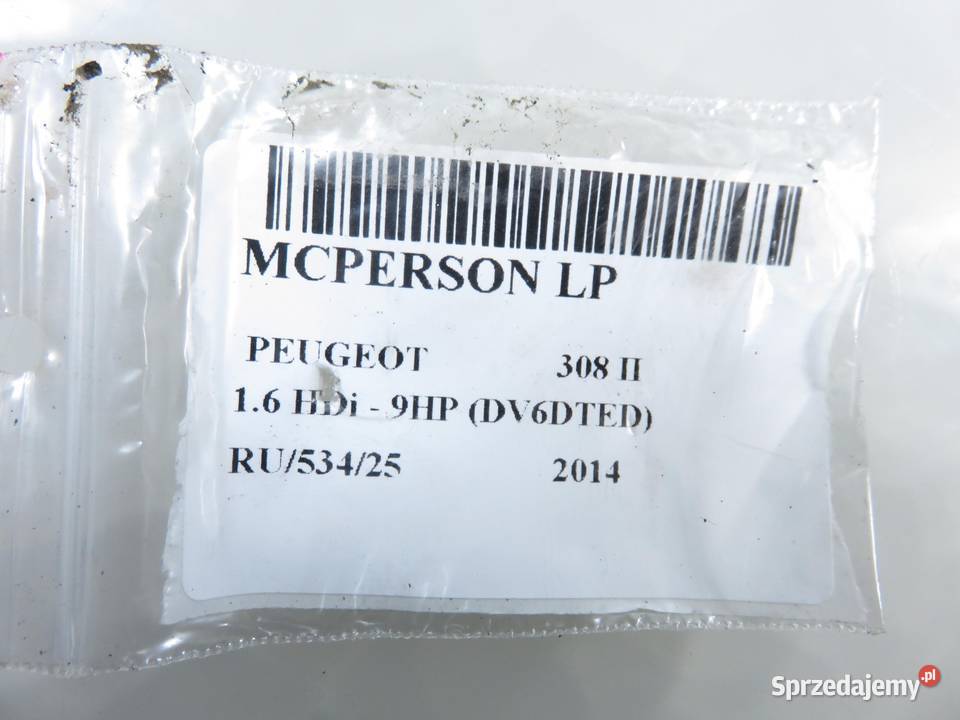 MCPERSON LP
PEUGEOT 308 II
1.6 HDi - 9HP (DV6DTED)
RU/534/25 2014
Sprzedajemy.pl